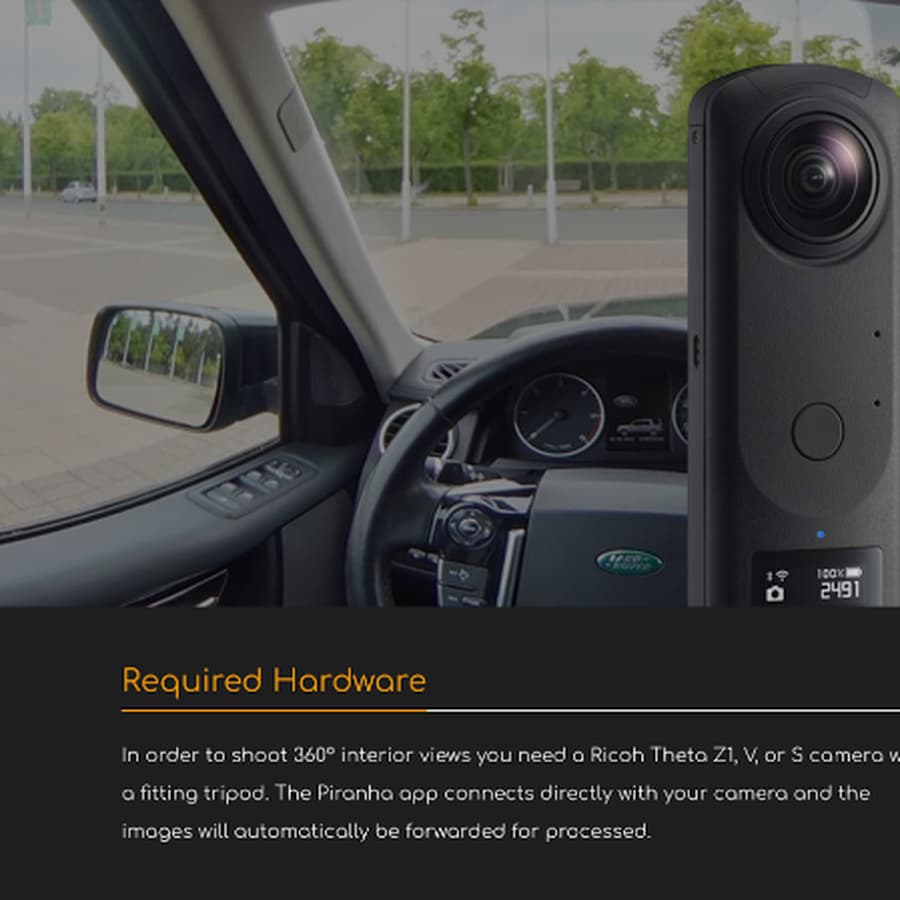 100%
2491
Required Hardware
In order to shoot 360° interior views you need a Ricoh Theta Z1, V, or S camera w
a fitting tripod. The Piranha app connects directly with your camera and the
images will automatically be forwarded for processed.